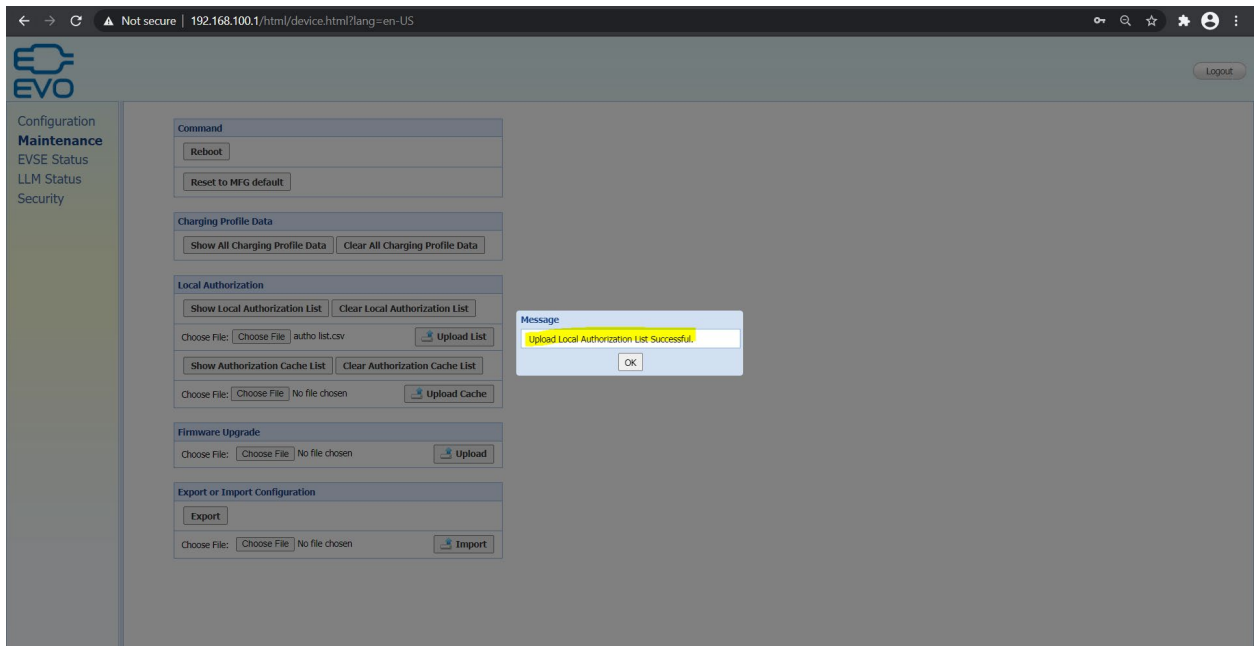 Not secure | 192.168.100.1/html/device.html?lang=en-US
EVO
Logout
Configuration
Maintenance
EVSE Status
LLM Status
Security
Command
Reboot
Reset to MFG default
Charging Profile Data
Show All Charging Profile Data Clear All Charging Profile Data
Local Authorization
Show Local Authorization List Clear Local Authorization List
Choose File: Choose File autho list.csv Upload List
Show Authorization Cache List Clear Authorization Cache List
Choose File: Choose File No file chosen Upload Cache
Firmware Upgrade
Choose File: Choose File No file chosen Upload
Export or Import Configuration
Export
Choose File: Choose File No file chosen Import
Message
Upload Local Authorization List Successful.
OK